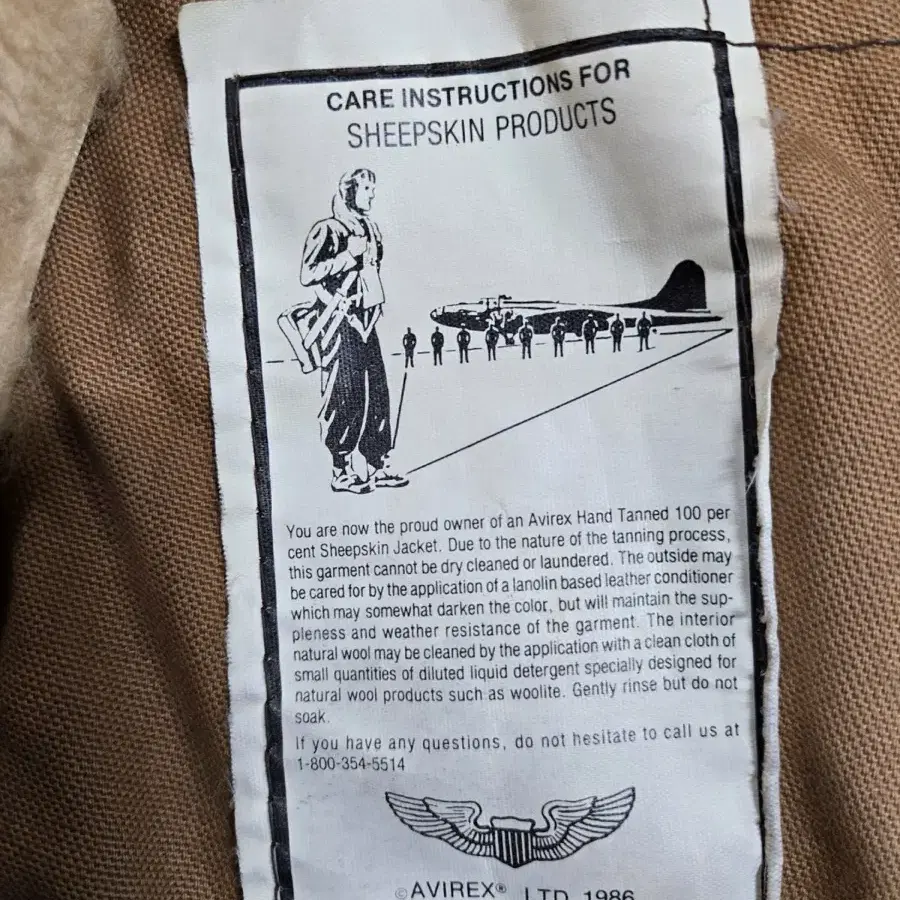 CARE INSTRUCTIONS FOR
SHEEPSKIN PRODUCTS
You are now the proud owner of an Avirex Hand Tanned 100 per
cent Sheepskin Jacket. Due to the nature of the tanning process,
this garment cannot be dry cleaned or laundered. The outside may
be cared for by the application of a lanolin based leather conditioner
which may somewhat darken the color, but will maintain the sup-
pleness and weather resistance of the garment. The interior
natural wool may be cleaned by the application with a clean cloth of
small quantities of diluted liquid detergent specially designed for
natural wool products such as woolite. Gently rinse but do not
soak.
If you have any questions, do not hesitate to call us at
1-800-354-5514
©AVIREX® LTD 1986